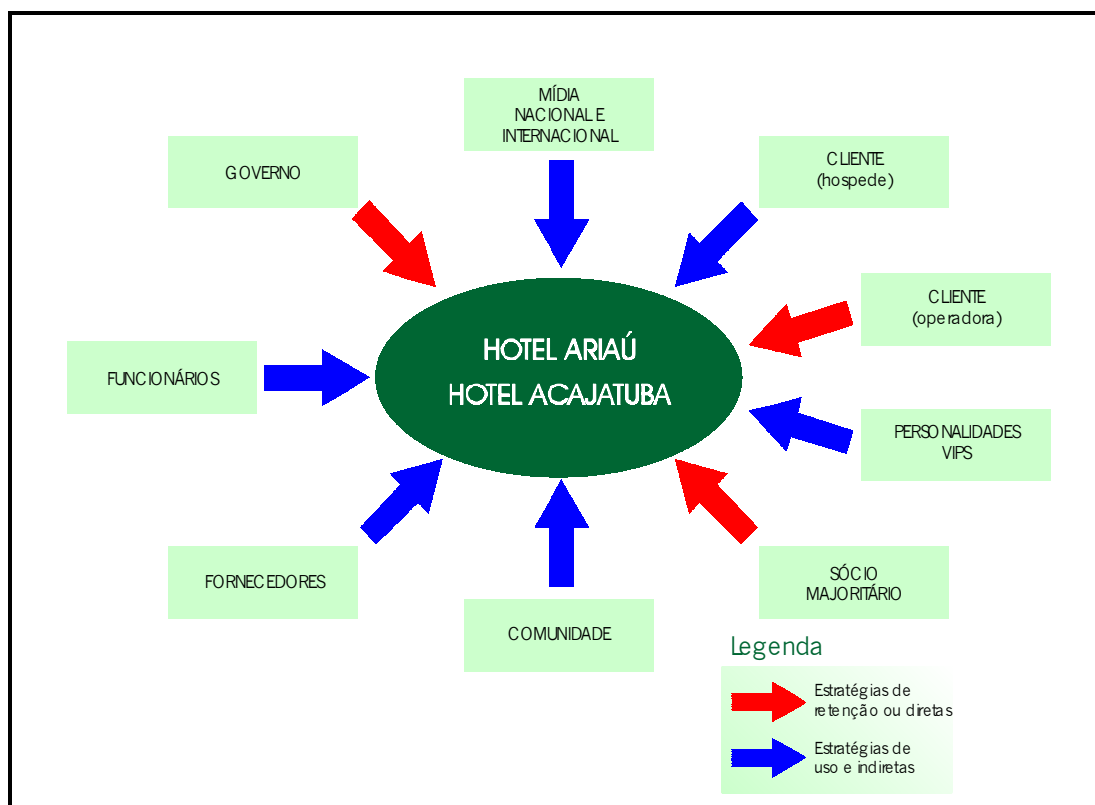 MÍDIA
NACIONAL E
INTERNACIONAL
GOVERNO
CLIENTE
(hospede)
CLIENTE
(operadora)
HOTEL ARIAÚ
HOTEL ACAJATUBA
FUNCIONÁRIOS
PERSONALIDADES
VIPS
FORNECEDORES
SÓCIO
MAJORITÁRIO
COMUNIDADE
Legenda
Estratégias de
retenção ou diretas
Estratégias de
uso e indiretas